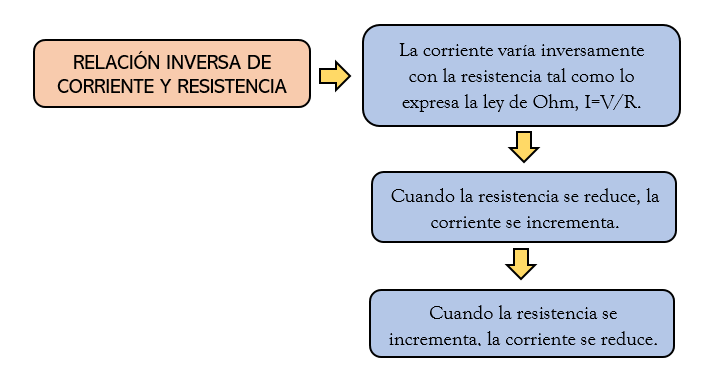 RELACIÓN INVERSA DE
CORRIENTE Y RESISTENCIA
La corriente varía inversamente
con la resistencia tal como lo
expresa la ley de Ohm, I=V/R.
Cuando la resistencia se reduce, la
corriente se incrementa.
Cuando la resistencia se
incrementa, la corriente se reduce.